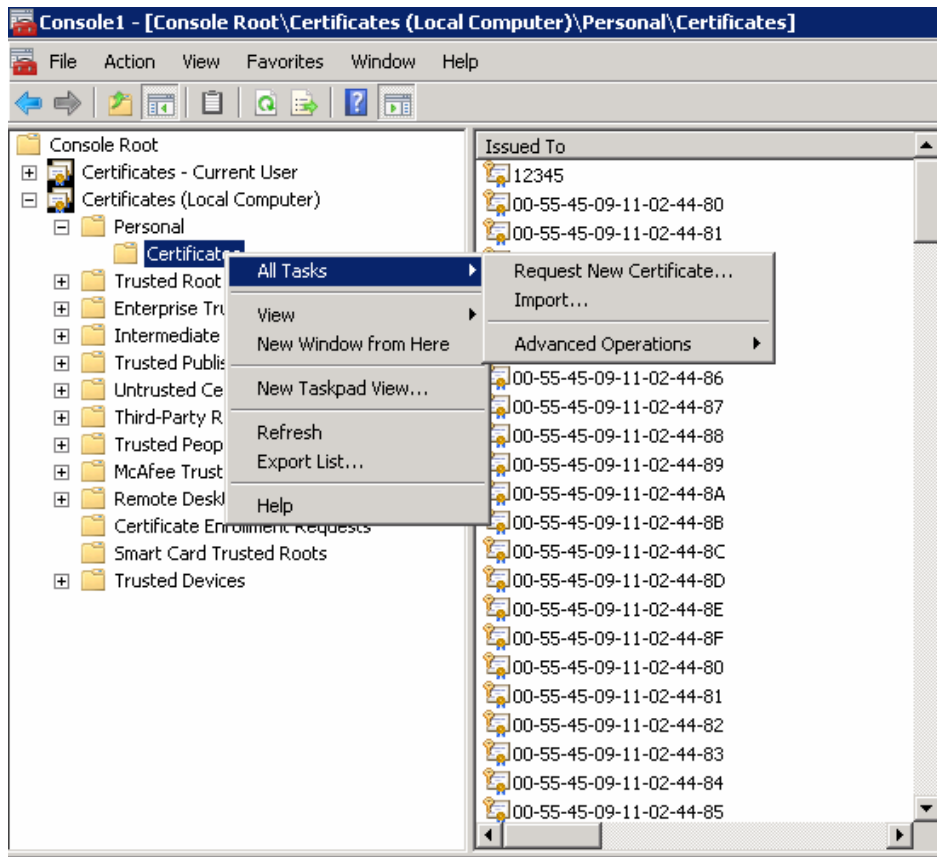 Console1 - [Console Root\Certificates (Local Computer)\Personal\Certificates]
File Action View Favorites Window Help
Console Root
Certificates - Current User
Certificates (Local Computer)
Personal
Certificates
Trusted Root
Enterprise Tru
Intermediate
Trusted Publis
Untrusted Ce
Third-Party R
Trusted Peop
McAfee Trust
Remote Desk
Certificate Enrollment Requests
Smart Card Trusted Roots
Trusted Devices
All Tasks
View
New Window from Here
New Taskpad View...
Refresh
Export List...
Help
Request New Certificate...
Import...
Advanced Operations
Issued To
12345
00-55-45-09-11-02-44-80
00-55-45-09-11-02-44-81
00-55-45-09-11-02-44-86
00-55-45-09-11-02-44-87
00-55-45-09-11-02-44-88
00-55-45-09-11-02-44-89
00-55-45-09-11-02-44-8A
00-55-45-09-11-02-44-8B
00-55-45-09-11-02-44-8C
00-55-45-09-11-02-44-8D
00-55-45-09-11-02-44-8E
00-55-45-09-11-02-44-8F
00-55-45-09-11-02-44-80
00-55-45-09-11-02-44-81
00-55-45-09-11-02-44-82
00-55-45-09-11-02-44-83
00-55-45-09-11-02-44-84
00-55-45-09-11-02-44-85